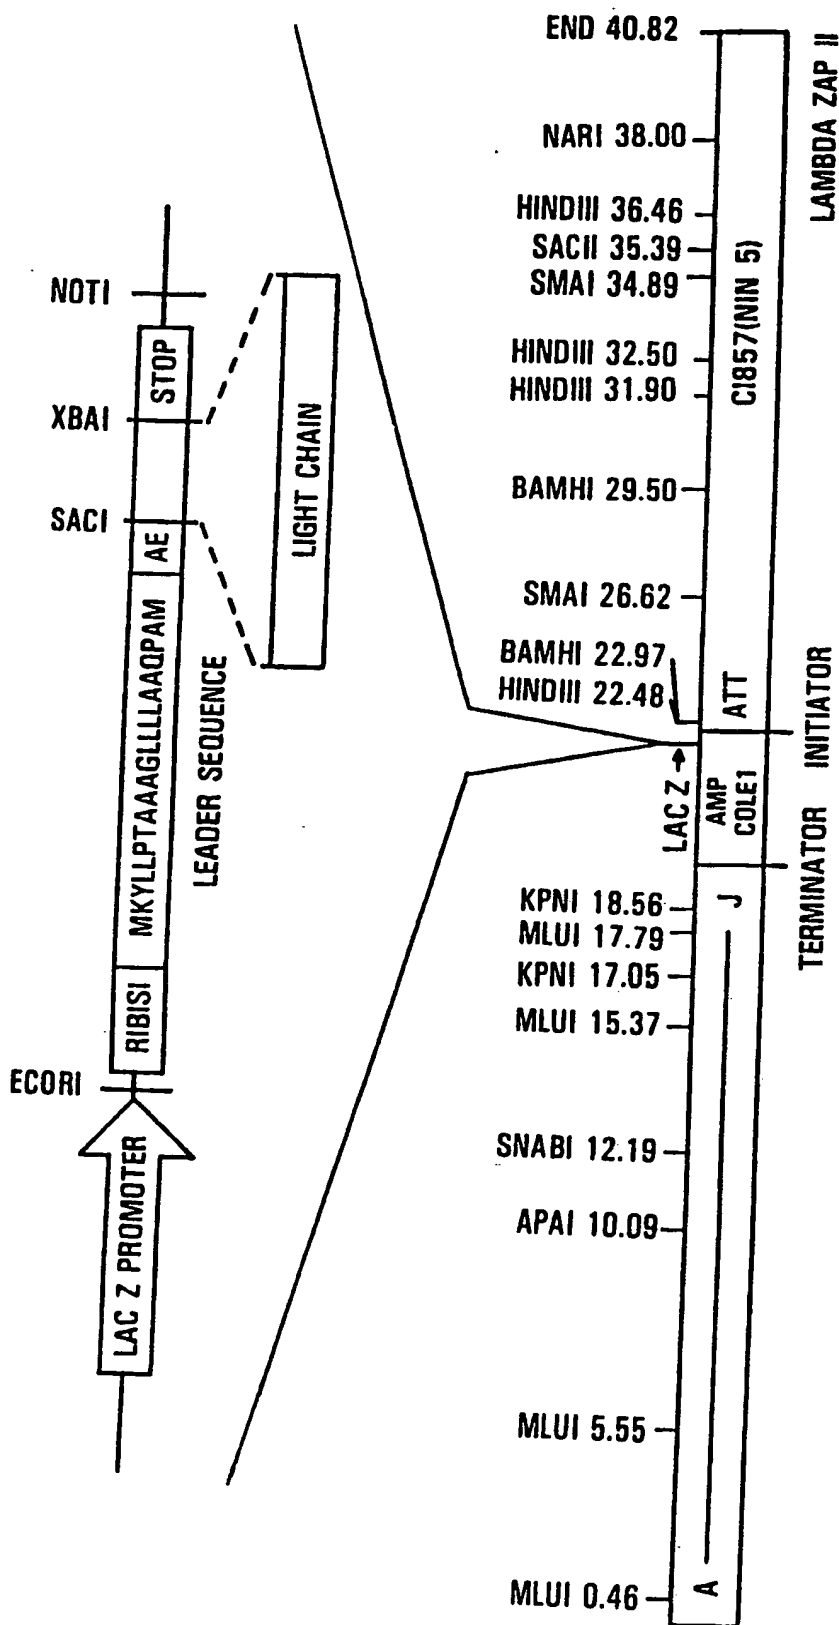 NOTI
XBAI
SACI
ECORI
STOP
AE
MKYLLPTAAAGLLLLAAQPAM
RIBISI
LEADER SEQUENCE
LAC Z PROMOTER
LIGHT CHAIN
END 40.82
NARI 38.00
HINDIII 36.46
SACII 35.39
SMAI 34.89
HINDIII 32.50
HINDIII 31.90
BAMHI 29.50
SMAI 26.62
BAMHI 22.97
HINDIII 22.48
LAC Z
KPNI 18.56
MLUI 17.79
KPNI 17.05
MLUI 15.37
SNABI 12.19
APAI 10.09
MLUI 5.55
MLUI 0.46
CI857(NIN 5)
ATT
AMP
COLE1
J
A
LAMBDA ZAP II
INITIATOR
TERMINATOR